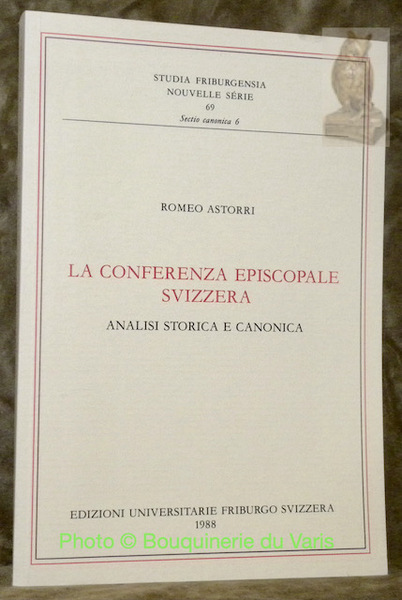 STUDIA FRIBURGENSIA
NOUVELLE SÉRIE
69
Sectio canonica 6
ROMEO ASTORRI
LA CONFERENZA EPISCOPALE
SVIZZERA
ANALISI STORICA E CANONICA
EDIZIONI UNIVERSITARIE FRIBURGO SVIZZERA
1988
Photo © Bouquinerie du Varis